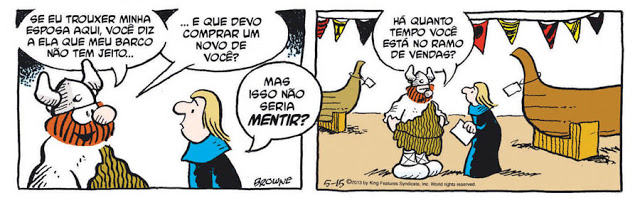 SE EU TROUXER MINHA
ESPOSA AQUI, VOCÊ DIZ
A ELA QUE MEU BARCO
NÃO TEM JEITO...
... E QUE DEVO
COMPRAR UM
NOVO DE
VOCÊ?
MAS
ISSO NÃO
SERIA
MENTIR?
BROWNE
HÁ QUANTO
TEMPO VOCÊ
ESTÁ NO RAMO
DE VENDAS?
5-15
©2013 by King Features Syndicate, Inc. World rights reserved.